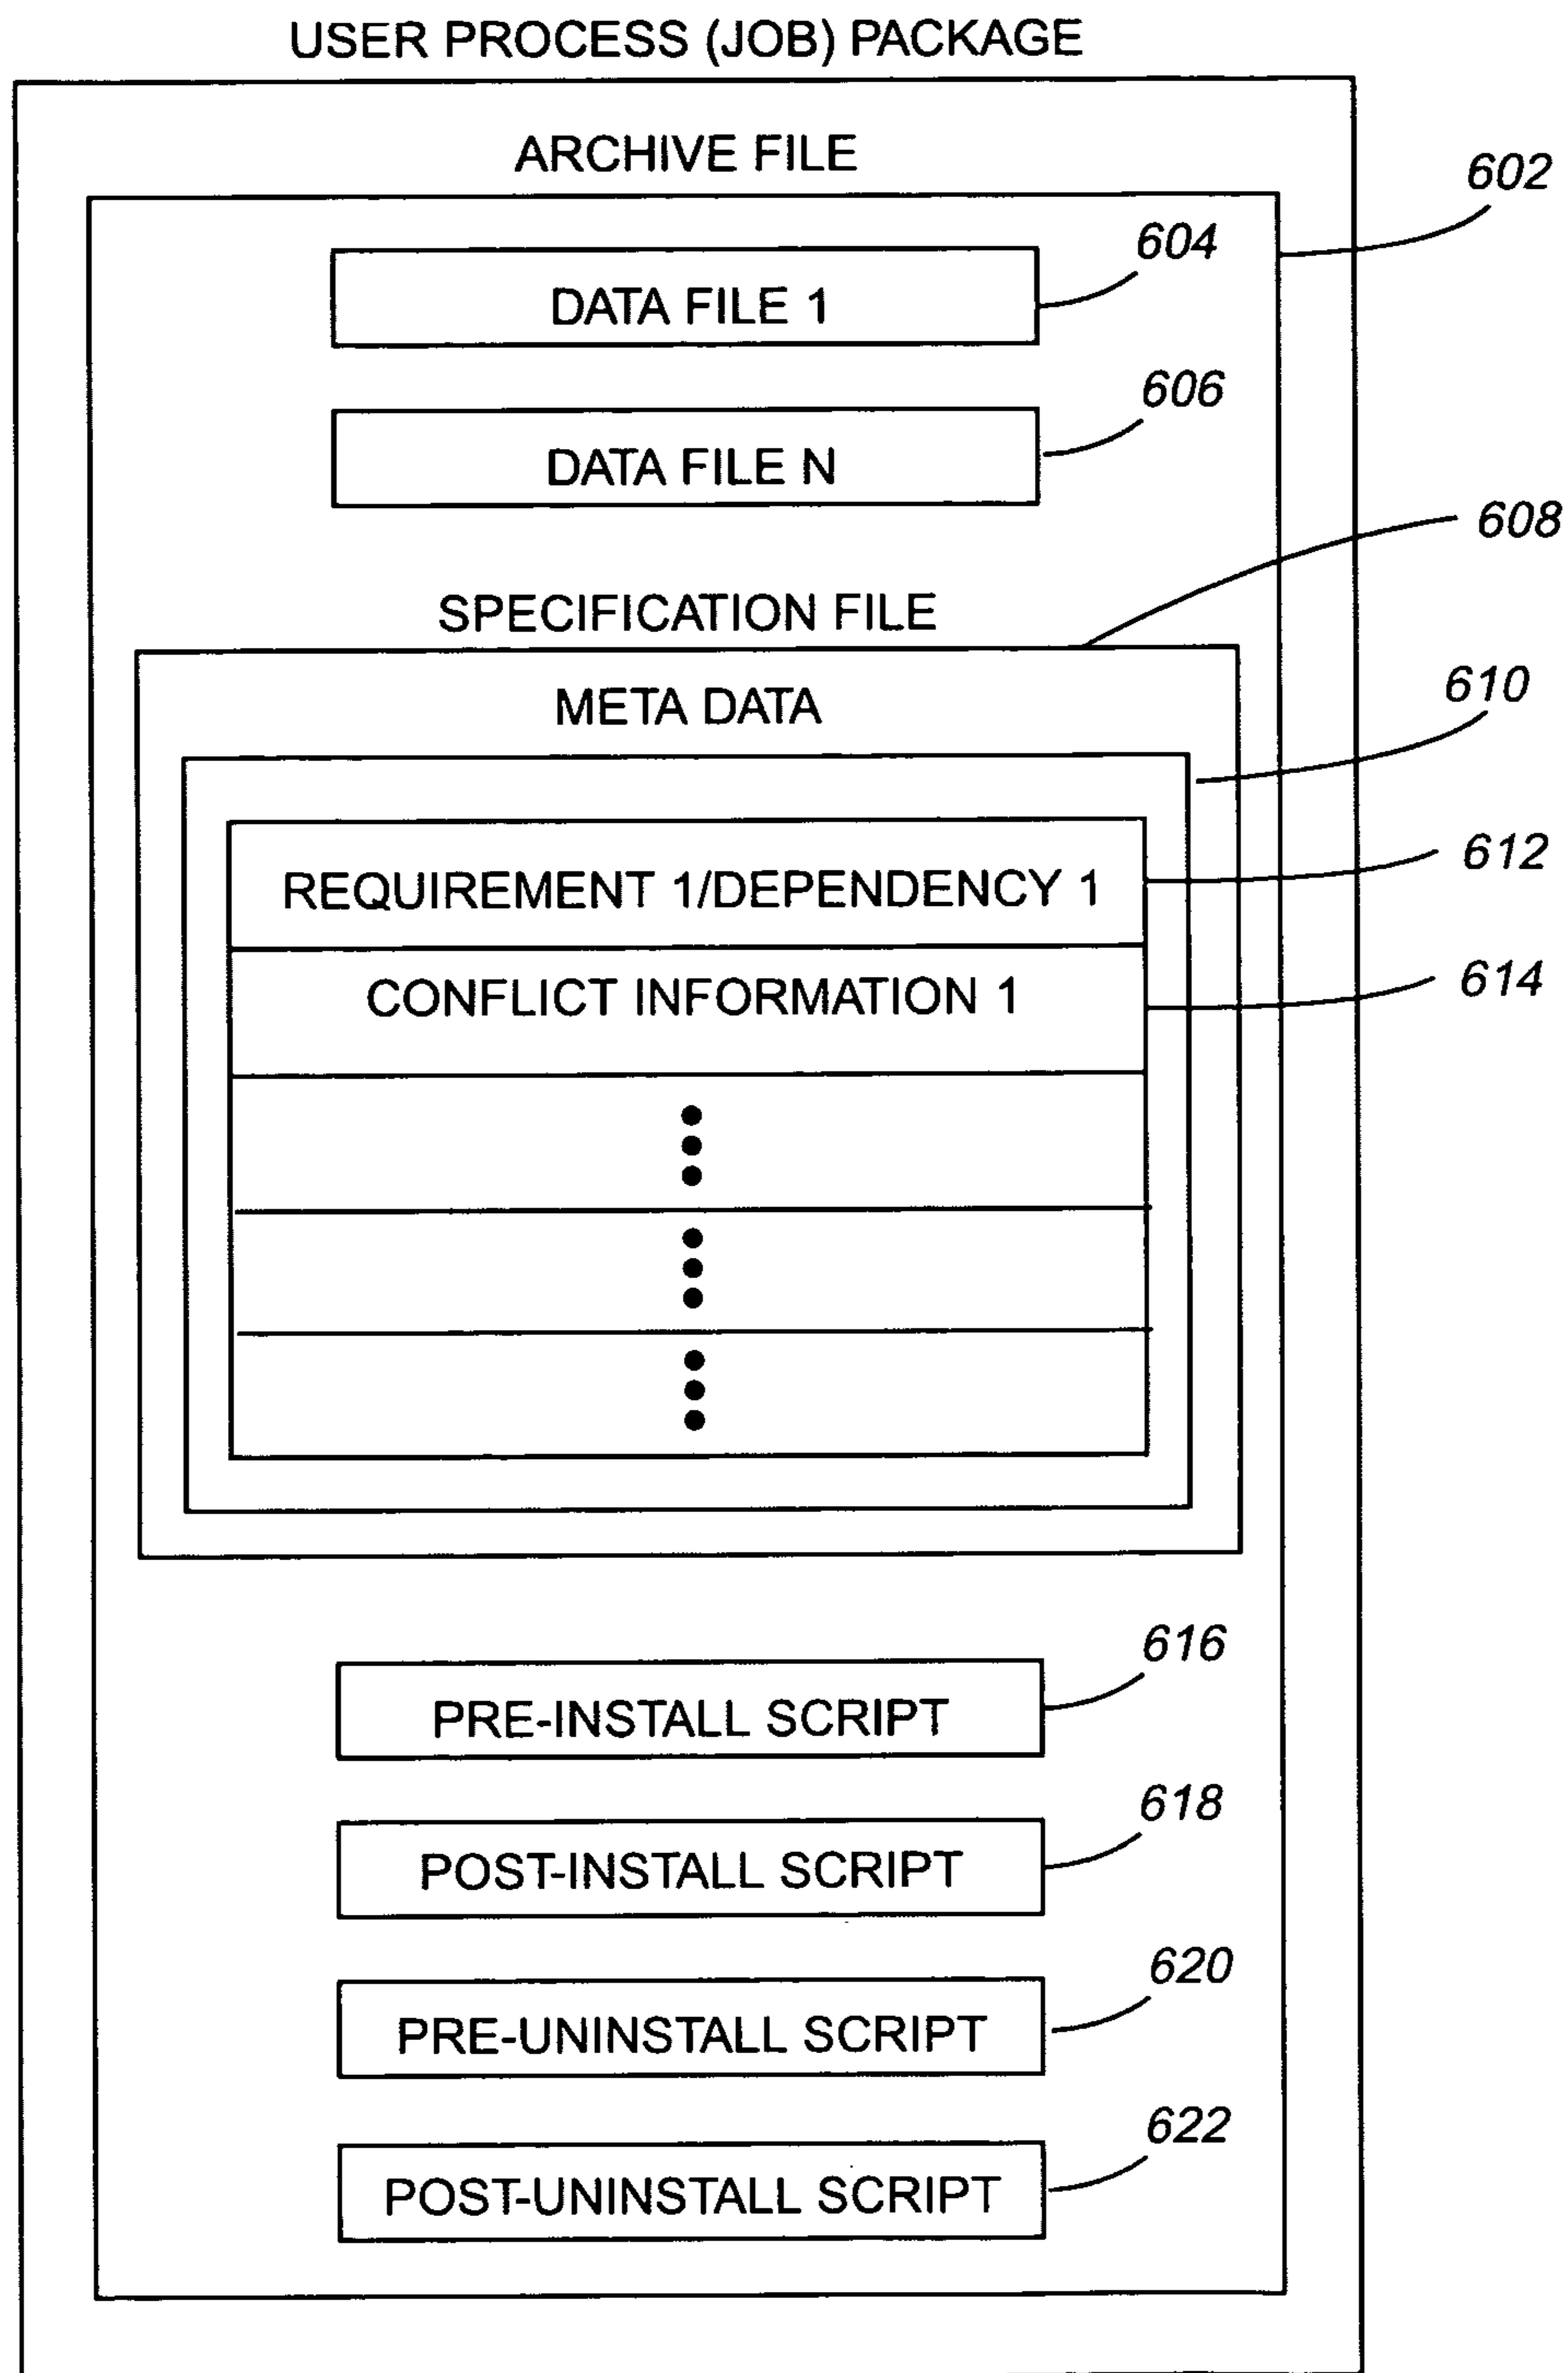 USER PROCESS (JOB) PACKAGE
ARCHIVE FILE
602
604
DATA FILE 1
606
DATA FILE N
608
SPECIFICATION FILE
610
META DATA
612
REQUIREMENT 1/DEPENDENCY 1
614
CONFLICT INFORMATION 1
616
PRE-INSTALL SCRIPT
618
POST-INSTALL SCRIPT
620
PRE-UNINSTALL SCRIPT
622
POST-UNINSTALL SCRIPT